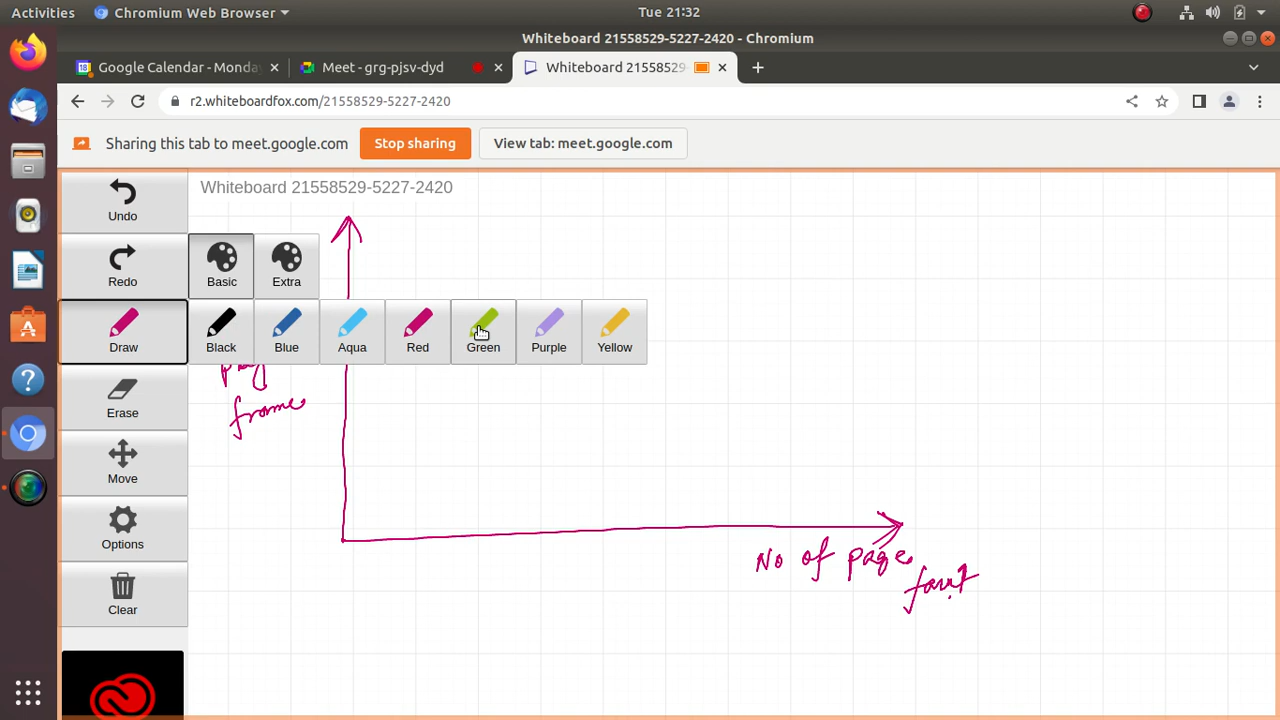 Activities Chromium Web Browser Tue 21:32
Whiteboard 21558529-5227-2420 - Chromium
Google Calendar - Monda Meet - grg-pjsv-dyd Whiteboard 21558529
r2.whiteboardfox.com/21558529-5227-2420
Sharing this tab to meet.google.com Stop sharing View tab: meet.google.com
Whiteboard 21558529-5227-2420
Undo
Redo
Basic Extra
Draw
Black Blue Aqua Red Green Purple Yellow
frame
Erase
Move
Options
Clear
No of page
fault